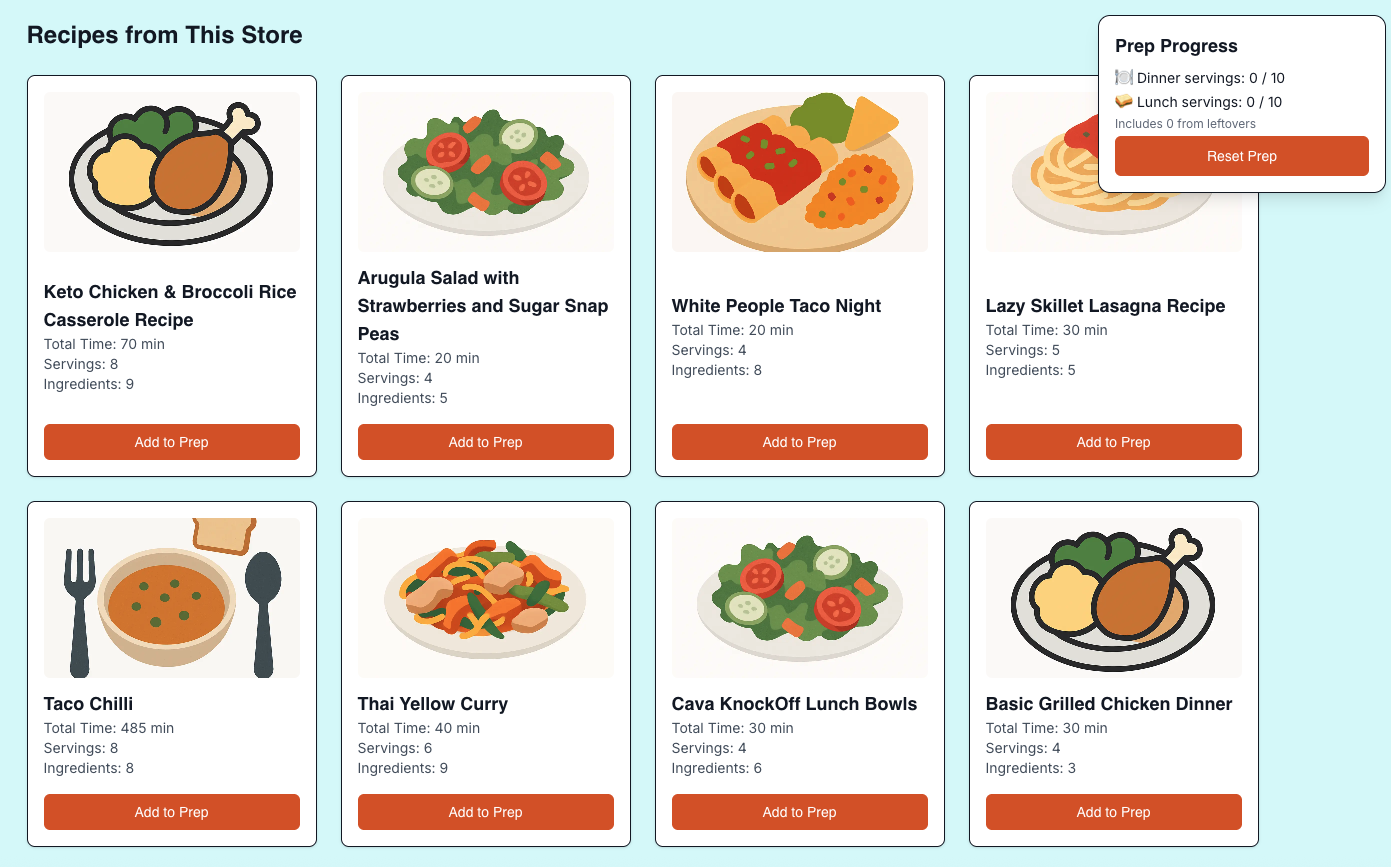 Recipes from This Store
Prep Progress
🍽️ Dinner servings: 0 / 10
🥪 Lunch servings: 0 / 10
Includes 0 from leftovers
Reset Prep
Keto Chicken & Broccoli Rice
Casserole Recipe
Total Time: 70 min
Servings: 8
Ingredients: 9
Add to Prep
Arugula Salad with
Strawberries and Sugar Snap
Peas
Total Time: 20 min
Servings: 4
Ingredients: 5
Add to Prep
White People Taco Night
Total Time: 20 min
Servings: 4
Ingredients: 8
Add to Prep
Lazy Skillet Lasagna Recipe
Total Time: 30 min
Servings: 5
Ingredients: 5
Add to Prep
Taco Chilli
Total Time: 485 min
Servings: 8
Ingredients: 8
Add to Prep
Thai Yellow Curry
Total Time: 40 min
Servings: 6
Ingredients: 9
Add to Prep
Cava KnockOff Lunch Bowls
Total Time: 30 min
Servings: 4
Ingredients: 6
Add to Prep
Basic Grilled Chicken Dinner
Total Time: 30 min
Servings: 4
Ingredients: 3
Add to Prep